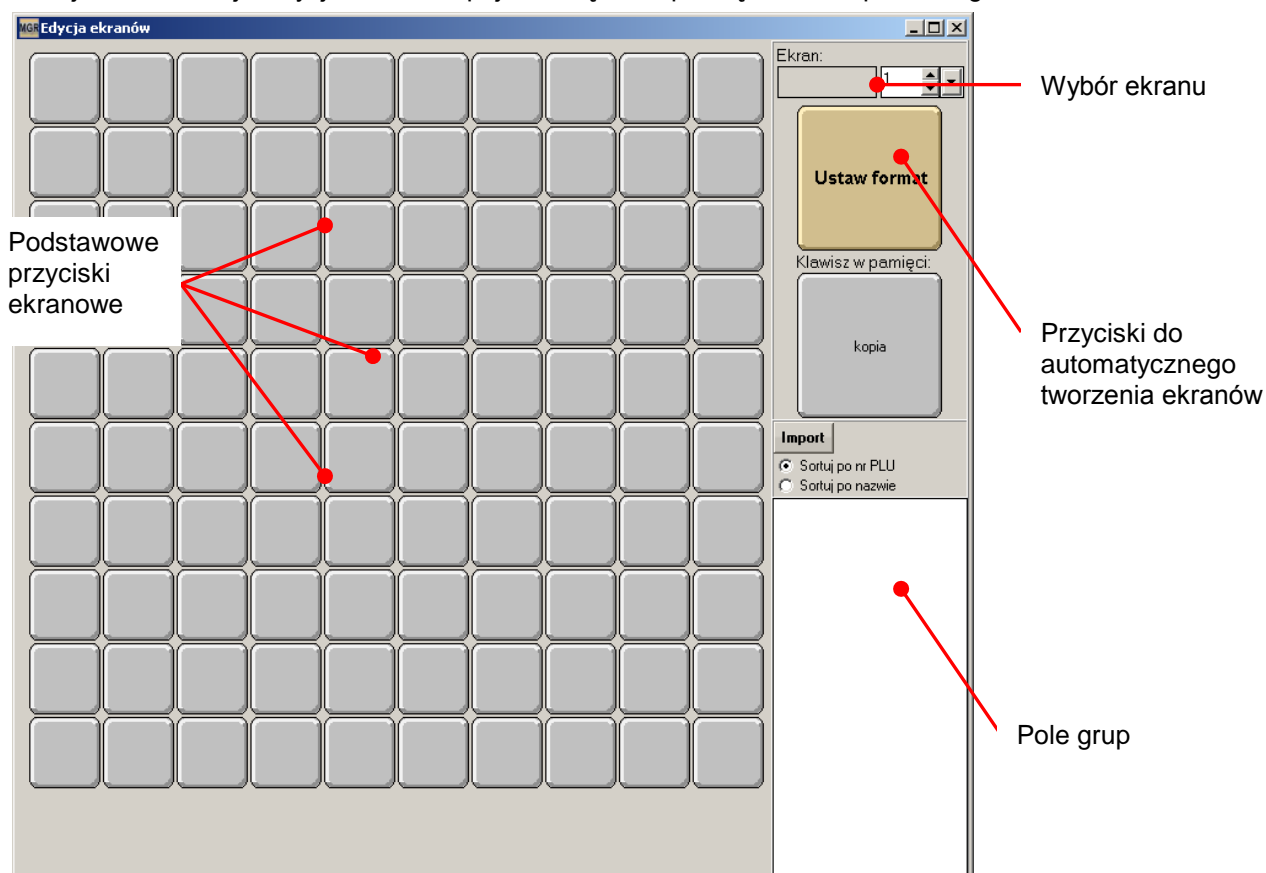 MGR Edycja ekranów
Ekran:
1
Wybór ekranu
Ustaw format
Podstawowe
przyciski
ekranowe
Klawisz w pamięci:
kopia
Przyciski do
automatycznego
tworzenia ekranów
Import
Sortuj po nr PLU
Sortuj po nazwie
Pole grup